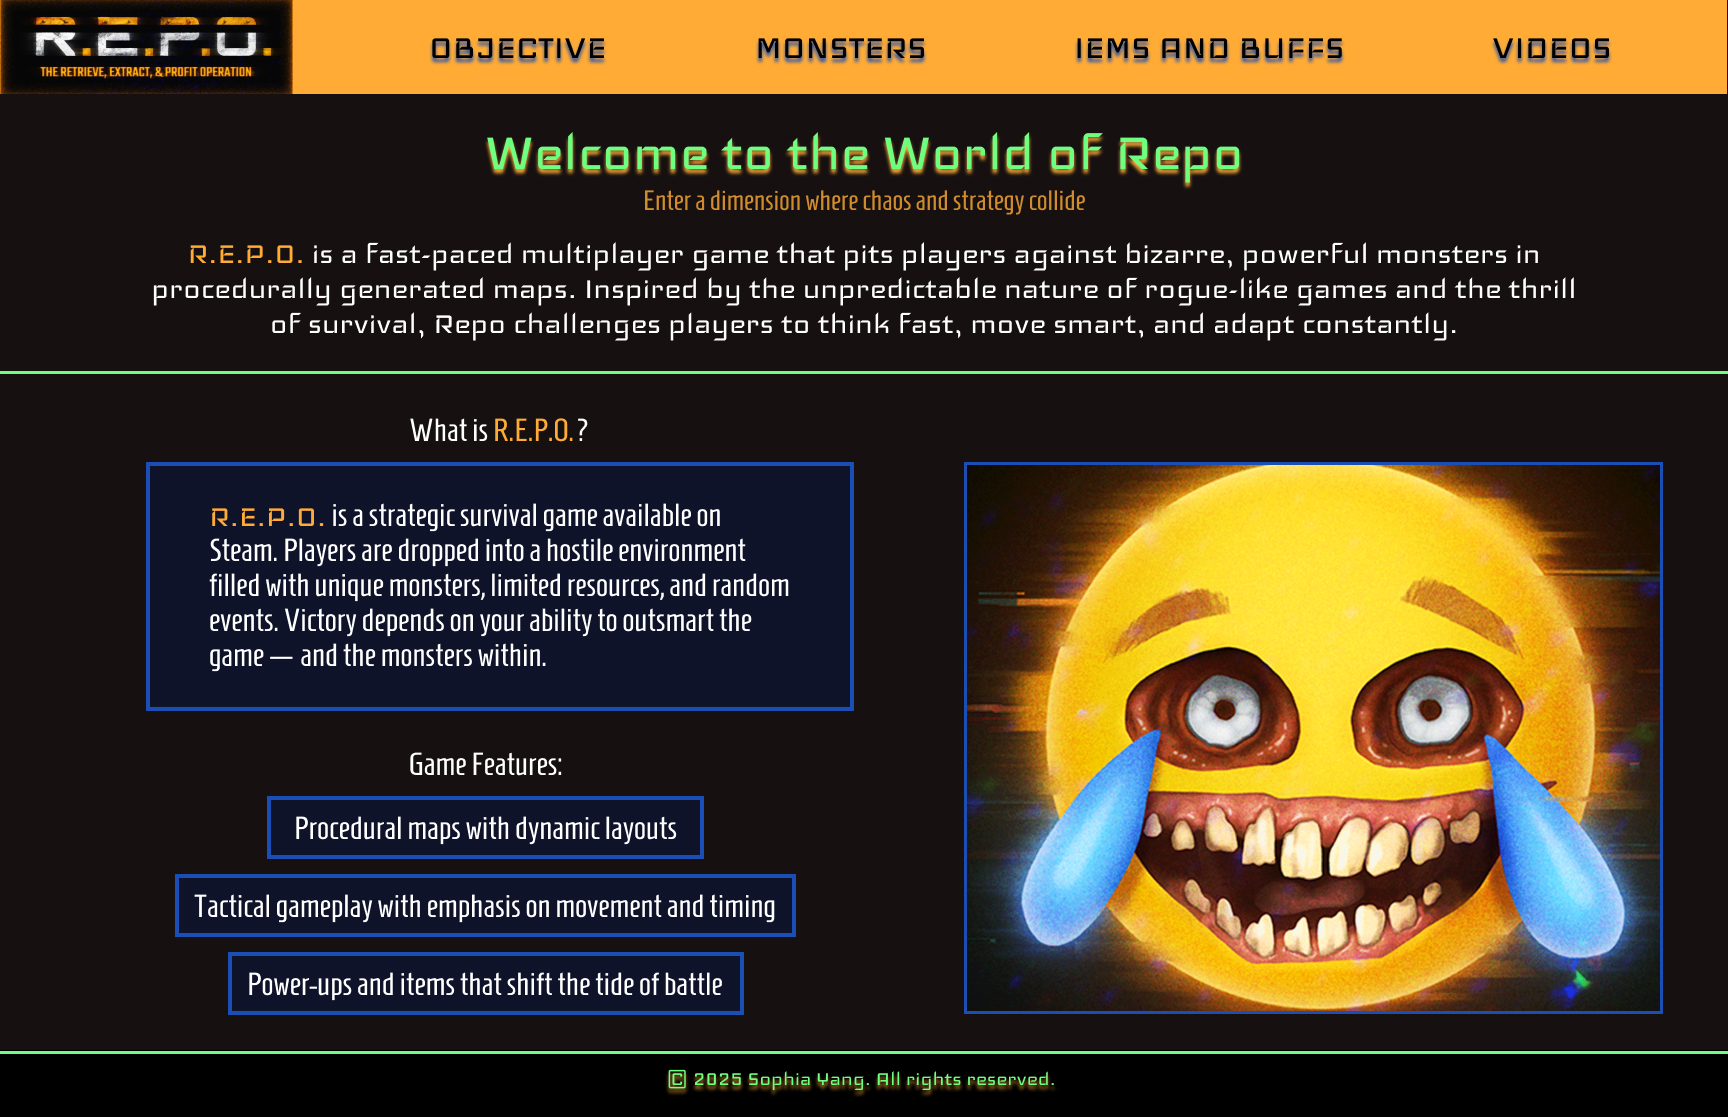 R.E.P.O.
THE RETRIEVE, EXTRACT, & PROFIT OPERATION
OBJECTIVE
MONSTERS
IEMS AND BUFFS
VIDEOS
Welcome to the World of Repo
Enter a dimension where chaos and strategy collide
R.E.P.O. is a fast-paced multiplayer game that pits players against bizarre, powerful monsters in
procedurally generated maps. Inspired by the unpredictable nature of rogue-like games and the thrill
of survival, Repo challenges players to think fast, move smart, and adapt constantly.
What is R.E.P.O.?
R.E.P.O. is a strategic survival game available on
Steam. Players are dropped into a hostile environment
filled with unique monsters, limited resources, and random
events. Victory depends on your ability to outsmart the
game — and the monsters within.
Game Features:
Procedural maps with dynamic layouts
Tactical gameplay with emphasis on movement and timing
Power-ups and items that shift the tide of battle
© 2025 Sophia Yang. All rights reserved.